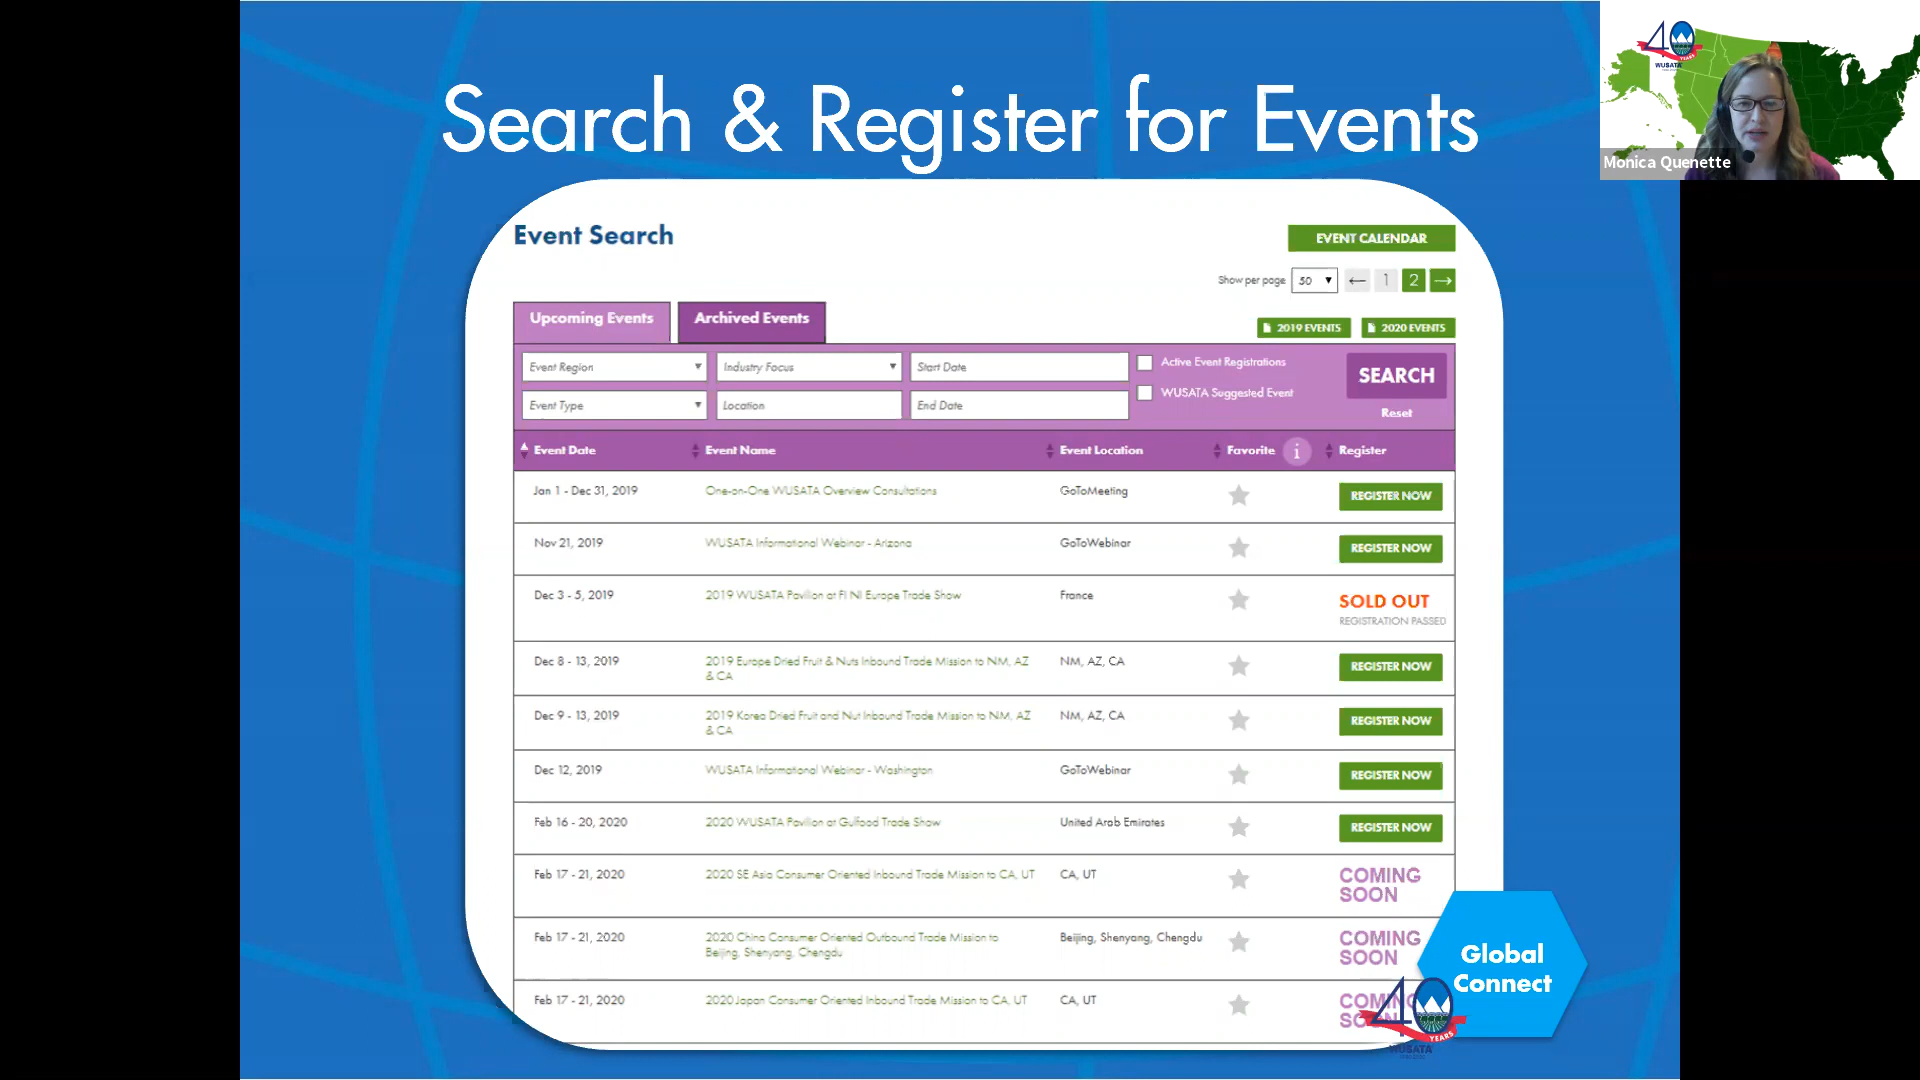 Search & Register for Events
40
YEARS
WUSATA
Monica Quenette
Event Search
EVENT CALENDAR
Show per page 50 ← 1 2 →
Upcoming Events Archived Events
2019 EVENTS 2020 EVENTS
Event Region Industry Focus Start Date Active Event Registrations SEARCH
Event Type Location End Date WUSATA Suggested Event Reset
Event Date Event Name Event Location Favorite i Register
Jan 1 - Dec 31, 2019 One-on-One WUSATA Overview Consultations GoToMeeting REGISTER NOW
Nov 21, 2019 WUSATA Informational Webinar - Arizona GoToWebinar REGISTER NOW
Dec 3 - 5, 2019 2019 WUSATA Pavilion at FI NI Europe Trade Show France SOLD OUT
REGISTRATION PASSED
Dec 8 - 13, 2019 2019 Europe Dried Fruit & Nuts Inbound Trade Mission to NM, AZ NM, AZ, CA REGISTER NOW
& CA
Dec 9 - 13, 2019 2019 Korea Dried Fruit and Nut Inbound Trade Mission to NM, AZ NM, AZ, CA REGISTER NOW
& CA
Dec 12, 2019 WUSATA Informational Webinar - Washington GoToWebinar REGISTER NOW
Feb 16 - 20, 2020 2020 WUSATA Pavilion at Gulfood Trade Show United Arab Emirates REGISTER NOW
Feb 17 - 21, 2020 2020 SE Asia Consumer Oriented Inbound Trade Mission to CA, UT CA, UT COMING
SOON
Feb 17 - 21, 2020 2020 China Consumer Oriented Outbound Trade Mission to Beijing, Shenyang, Chengdu COMING
Beijing, Shenyang, Chengdu SOON
Feb 17 - 21, 2020 2020 Japan Consumer Oriented Inbound Trade Mission to CA, UT CA, UT COMING
SOON
Global
Connect
40
YEARS
WUSATA